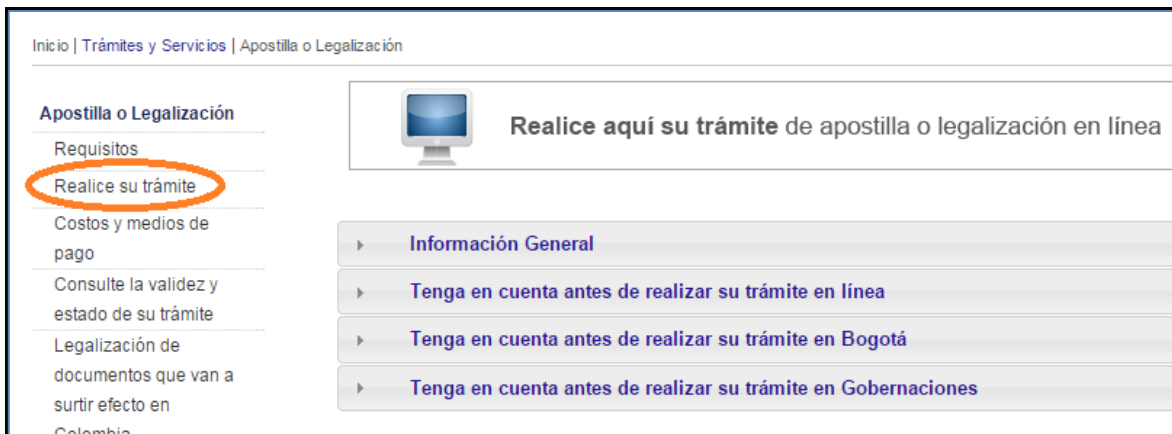 Inicio | Trámites y Servicios | Apostilla o Legalización
Apostilla o Legalización
Requisitos
Realice su trámite
Costos y medios de
pago
Consulte la validez y
estado de su trámite
Legalización de
documentos que van a
surtir efecto en
Colombia
Realice aquí su trámite de apostilla o legalización en línea
Información General
Tenga en cuenta antes de realizar su trámite en línea
Tenga en cuenta antes de realizar su trámite en Bogotá
Tenga en cuenta antes de realizar su trámite en Gobernaciones